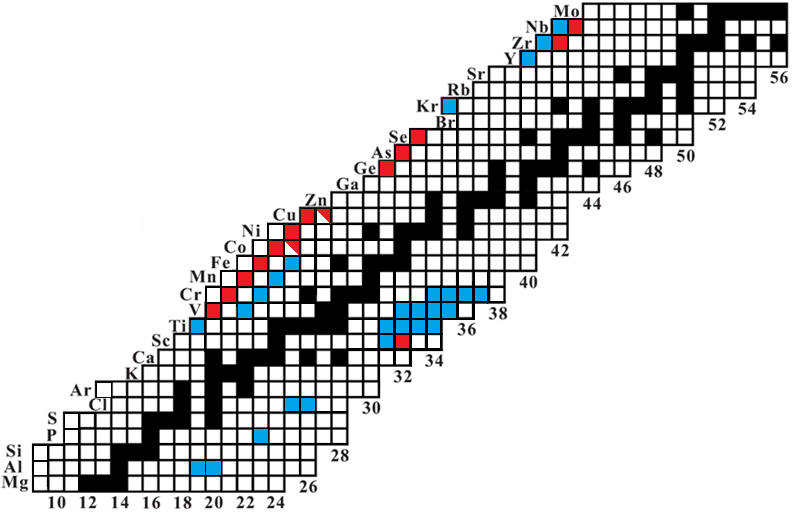 Mo
Nb
Zr
Y
56
Sr
54
Rb
Kr
52
Br
Se
50
As
48
Ge
46
Ga
44
Zn
Cu
42
Ni
Co
40
Fe
Mn
38
Cr
36
V
Ti
34
Sc
32
Ca
K
30
Ar
Cl
S
28
P
Si
26
Al
Mg
10 12 14 16 18 20 22 24